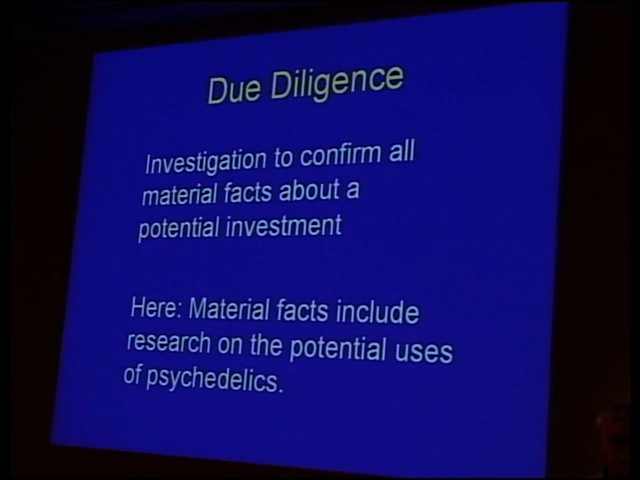 Due Diligence
Investigation to confirm all
material facts about a
potential investment
Here: Material facts include
research on the potential uses
of psychedelics.